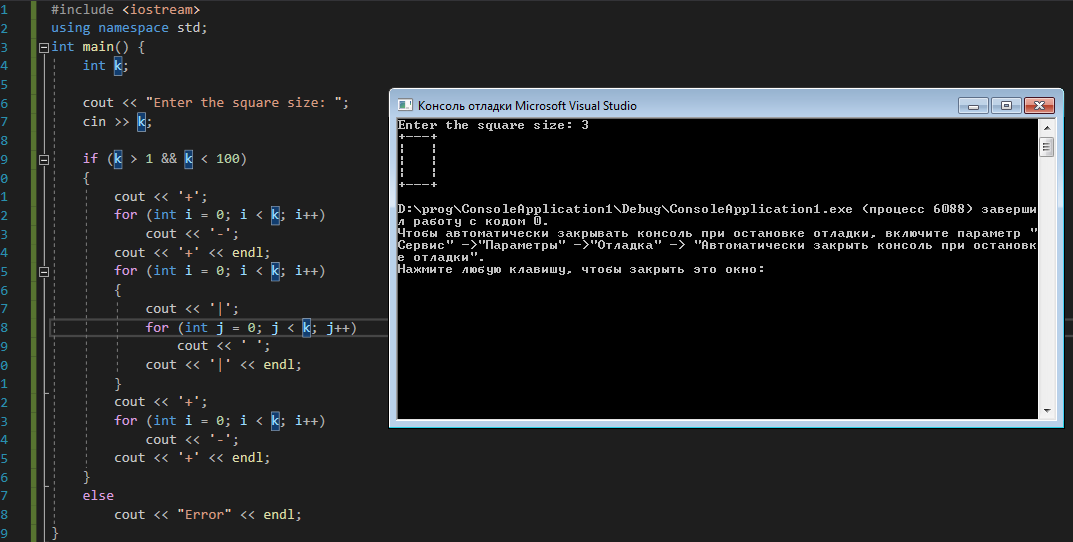 1 #include <iostream>
2 using namespace std;
3 int main() {
4 int k;
5
6 cout << "Enter the square size: ";
7 cin >> k;
8
9 if (k > 1 && k < 100)
0 {
1 cout << '+';
2 for (int i = 0; i < k; i++)
3 cout << '-';
4 cout << '+' << endl;
5 for (int i = 0; i < k; i++)
6 {
7 cout << '|';
8 for (int j = 0; j < k; j++)
9 cout << ' ';
0 cout << '|' << endl;
1 }
2 cout << '+';
3 for (int i = 0; i < k; i++)
4 cout << '-';
5 cout << '+' << endl;
6 }
7 else
8 cout << "Error" << endl;
9 }
Консоль отладки Microsoft Visual Studio
Enter the square size: 3
+---+
|   |
|   |
|   |
+---+
D:\prog\ConsoleApplication1\Debug\ConsoleApplication1.exe (процесс 6088) заверши
л работу с кодом 0.
Чтобы автоматически закрывать консоль при остановке отладки, включите параметр "
Сервис" ->"Параметры" ->"Отладка" -> "Автоматически закрыть консоль при остановк
е отладки".
Нажмите любую клавишу, чтобы закрыть это окно: